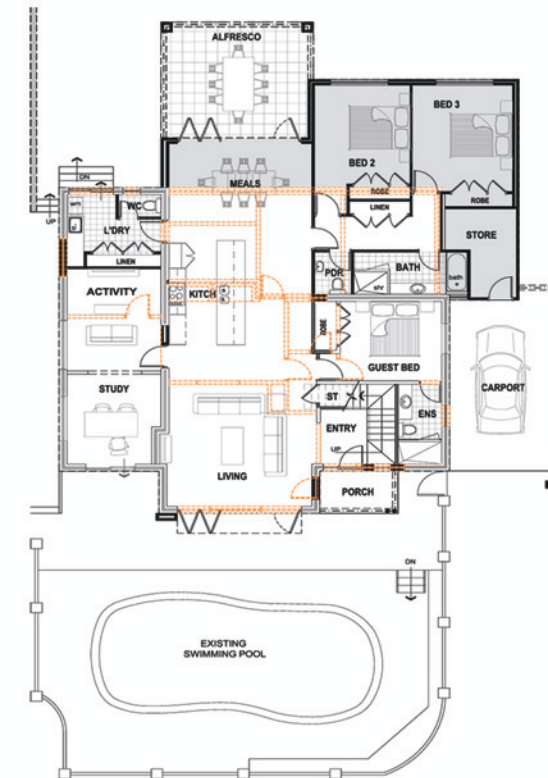 ALFRESCO
BED 3
BED 2
DN
MEALS
ROBE
ROBE
WC
LINEN
UP
L'DRY
STORE
LINEN
PDR
BATH
shr
bath
ACTIVITY
KITCH
ROBE
GUEST BED
CARPORT
STUDY
ST
ENS
ENTRY
UP
LIVING
PORCH
DN
EXISTING
SWIMMING POOL